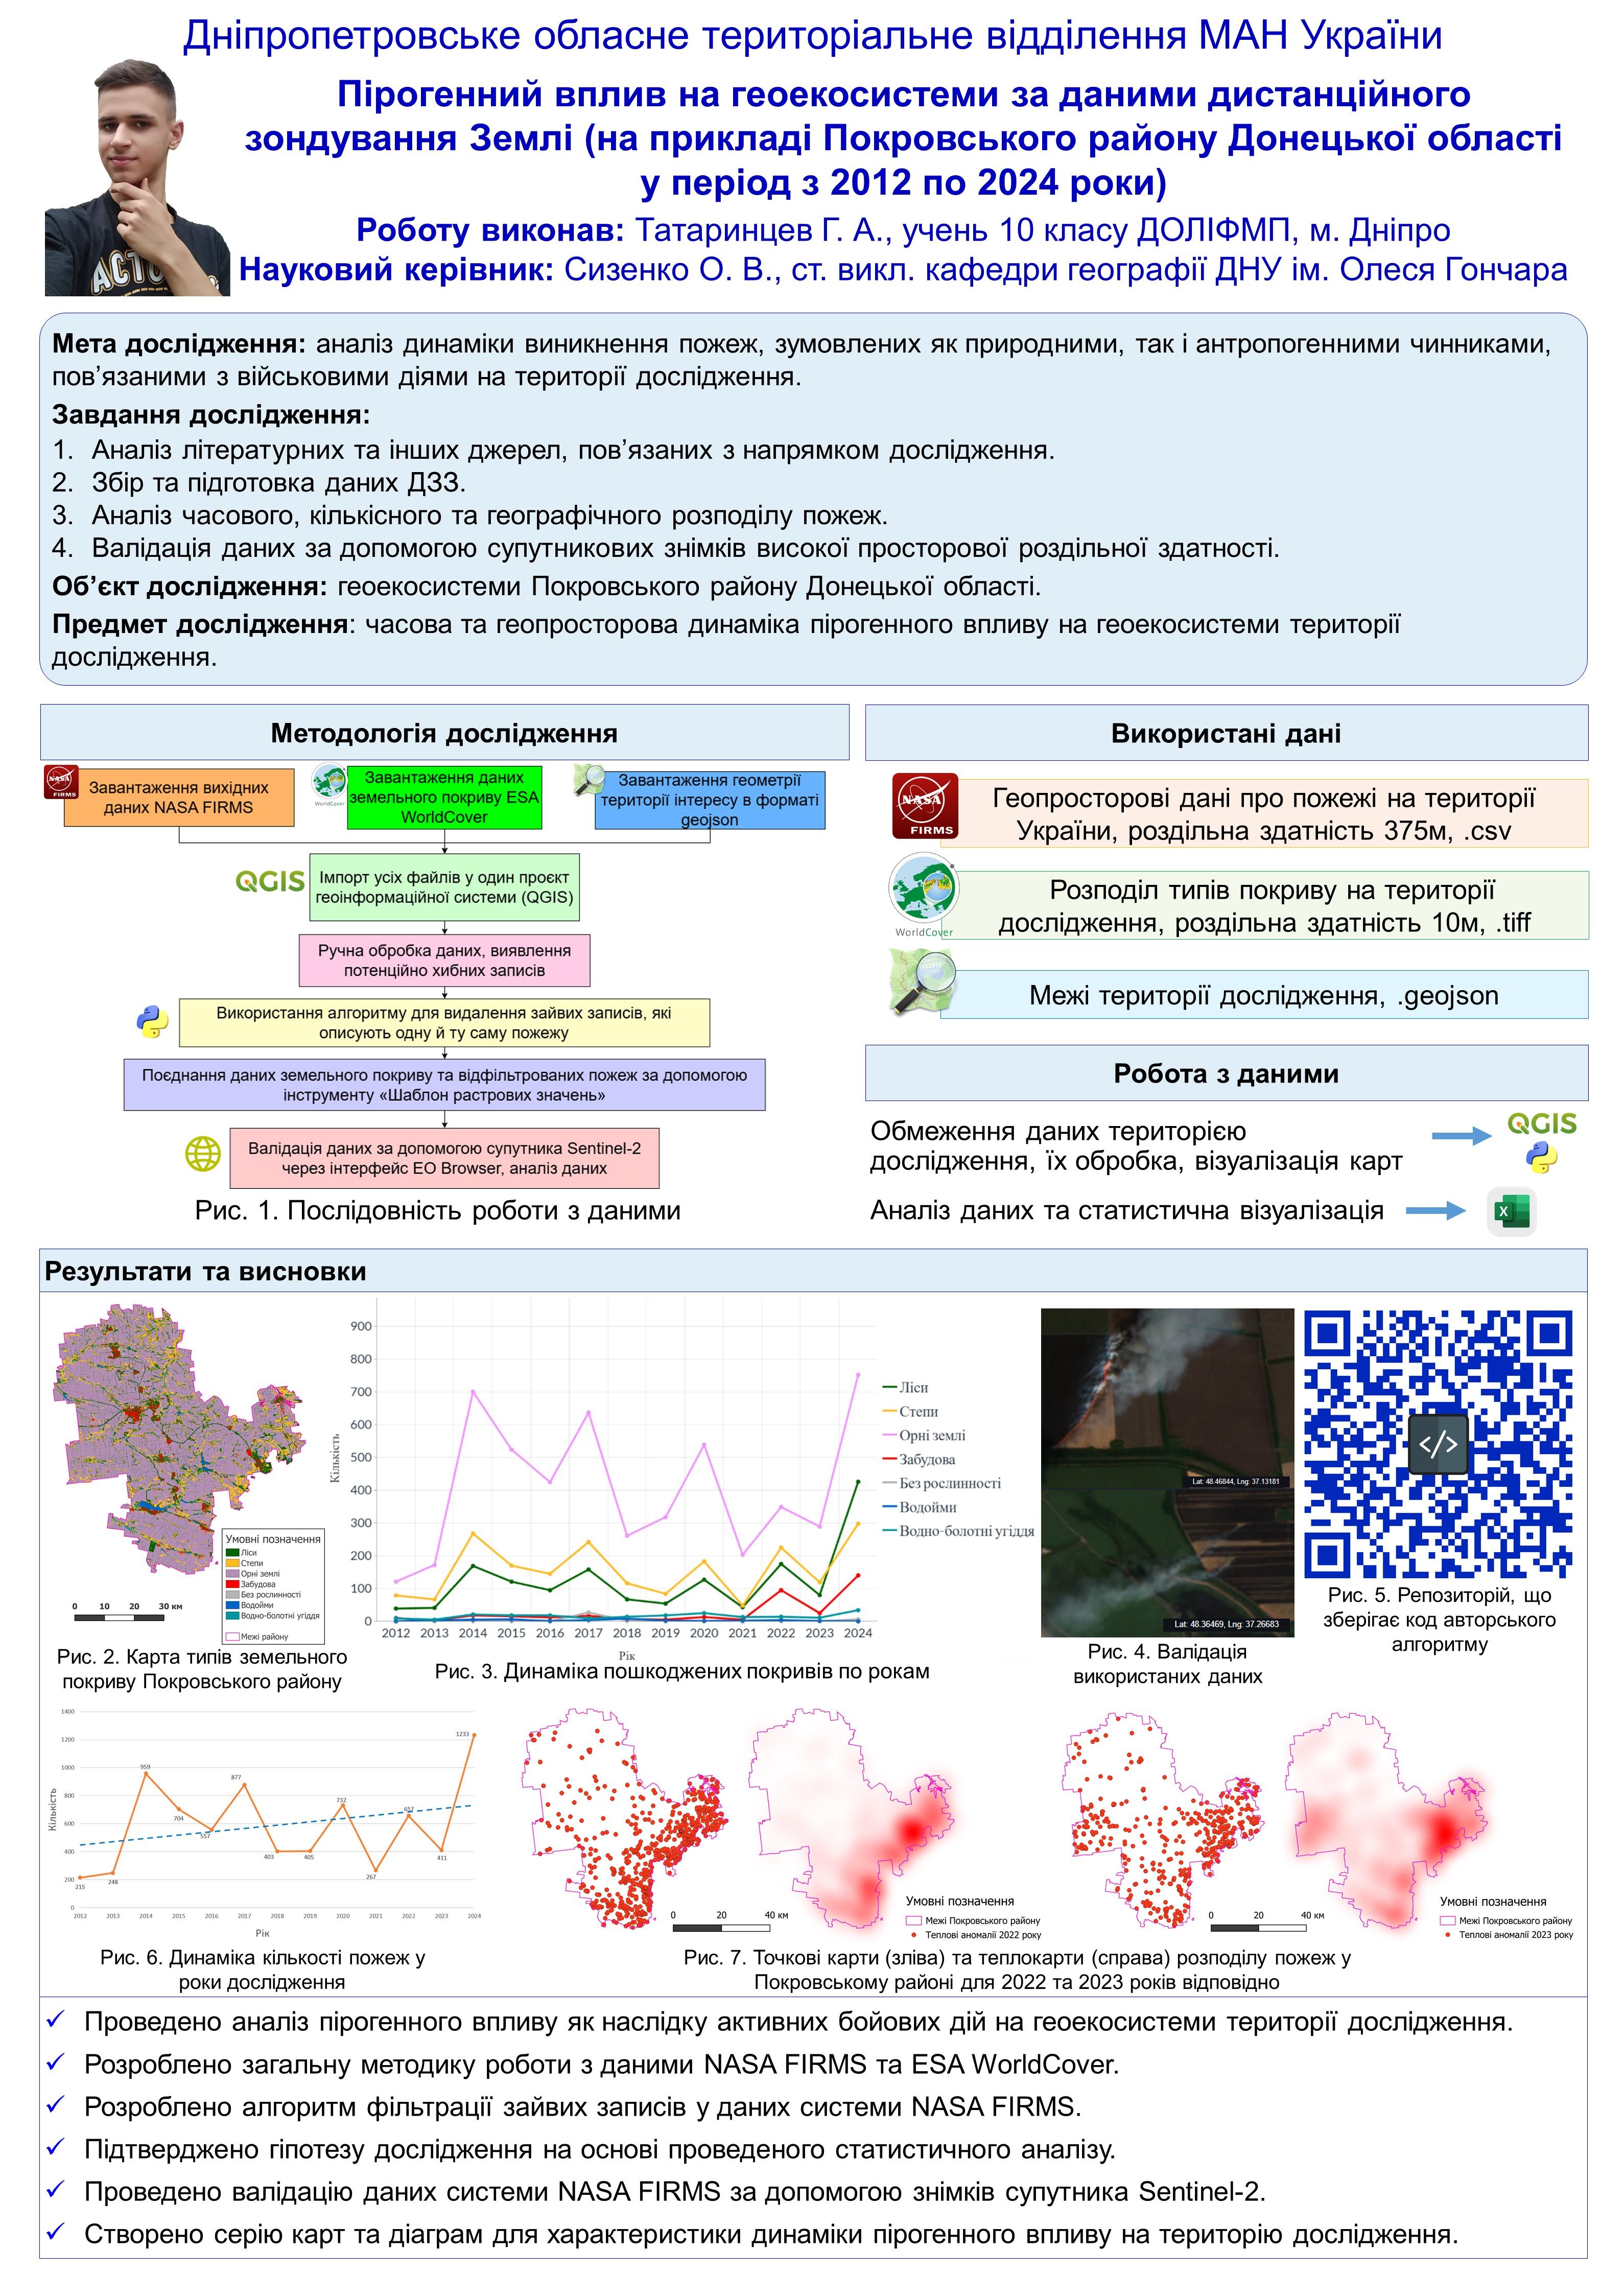 Дніпропетровське обласне територіальне відділення МАН України
Пірогенний вплив на геоекосистеми за даними дистанційного
зондування Землі (на прикладі Покровського району Донецької області
у період з 2012 по 2024 роки)
Роботу виконав: Татаринцев Г. А., учень 10 класу ДОЛІФМП, м. Дніпро
Науковий керівник: Сизенко О. В., ст. викл. кафедри географії ДНУ ім. Олеся Гончара
Мета дослідження: аналіз динаміки виникнення пожеж, зумовлених як природними, так і антропогенними чинниками,
пов’язаними з військовими діями на території дослідження.
Завдання дослідження:
1. Аналіз літературних та інших джерел, пов’язаних з напрямком дослідження.
2. Збір та підготовка даних ДЗЗ.
3. Аналіз часового, кількісного та географічного розподілу пожеж.
4. Валідація даних за допомогою супутникових знімків високої просторової роздільної здатності.
Об’єкт дослідження: геоекосистеми Покровського району Донецької області.
Предмет дослідження: часова та геопросторова динаміка пірогенного впливу на геоекосистеми території
дослідження.
Методологія дослідження
NASA
FIRMS
Завантаження вихідних
даних NASA FIRMS
WorldCover
Завантаження даних
земельного покриву ESA
WorldCover
Завантаження геометрії
території інтересу в форматі
geojson
QGIS
Імпорт усіх файлів у один проєкт
геоінформаційної системи (QGIS)
Ручна обробка даних, виявлення
потенційно хибних записів
Використання алгоритму для видалення зайвих записів, які
описують одну й ту саму пожежу
Поєднання даних земельного покриву та відфільтрованих пожеж за допомогою
інструменту «Шаблон растрових значень»
Валідація даних за допомогою супутника Sentinel-2
через інтерфейс EO Browser, аналіз даних
Рис. 1. Послідовність роботи з даними
Використані дані
NASA
FIRMS
Геопросторові дані про пожежі на території
України, роздільна здатність 375м, .csv
WorldCover
Розподіл типів покриву на території
дослідження, роздільна здатність 10м, .tiff
Межі території дослідження, .geojson
Робота з даними
Обмеження даних територією
дослідження, їх обробка, візуалізація карт
QGIS
Аналіз даних та статистична візуалізація
X
Результати та висновки
Умовні позначення
Ліси
Степи
Орні землі
Забудова
Без рослинності
Водойми
Водно-болотні угіддя
Межі району
0 10 20 30 км
Рис. 2. Карта типів земельного
покриву Покровського району
Кількість
900
800
700
600
500
400
300
200
100
0
2012 2013 2014 2015 2016 2017 2018 2019 2020 2021 2022 2023 2024
Рік
Ліси
Степи
Орні землі
Забудова
Без рослинності
Водойми
Водно-болотні угіддя
Рис. 3. Динаміка пошкоджених покривів по рокам
Lat: 48.46844, Lng: 37.13181
Lat: 48.36469, Lng: 37.26683
Рис. 4. Валідація
використаних даних
</>
Рис. 5. Репозиторій, що
зберігає код авторського
алгоритму
Кількість
1400
1200
1000
800
600
400
200
0
215
248
959
704
557
877
403
405
732
267
657
411
1233
2012 2013 2014 2015 2016 2017 2018 2019 2020 2021 2022 2023 2024
Рік
Рис. 6. Динаміка кількості пожеж у
роки дослідження
0 20 40 км
Умовні позначення
Межі Покровського району
Теплові аномалії 2022 року
0 20 40 км
Умовні позначення
Межі Покровського району
Теплові аномалії 2023 року
Рис. 7. Точкові карти (зліва) та теплокарти (справа) розподілу пожеж у
Покровському районі для 2022 та 2023 років відповідно
✓ Проведено аналіз пірогенного впливу як наслідку активних бойових дій на геоекосистеми території дослідження.
✓ Розроблено загальну методику роботи з даними NASA FIRMS та ESA WorldCover.
✓ Розроблено алгоритм фільтрації зайвих записів у даних системи NASA FIRMS.
✓ Підтверджено гіпотезу дослідження на основі проведеного статистичного аналізу.
✓ Проведено валідацію даних системи NASA FIRMS за допомогою знімків супутника Sentinel-2.
✓ Створено серію карт та діаграм для характеристики динаміки пірогенного впливу на територію дослідження.